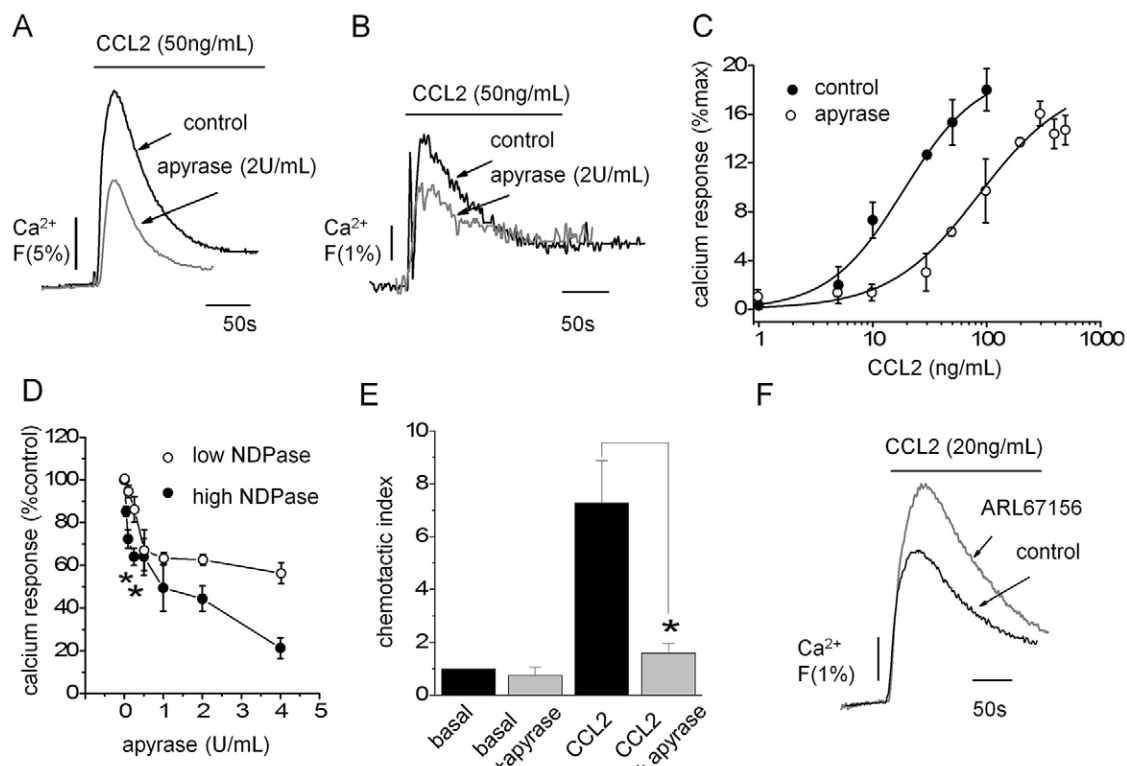 A
CCL2 (50ng/mL)
control
apyrase (2U/mL)
Ca2+
F(5%)
50s
B
CCL2 (50ng/mL)
control
apyrase (2U/mL)
Ca2+
F(1%)
50s
C
calcium response (%max)
20
16
12
8
4
0
control
apyrase
1
10
100
1000
CCL2 (ng/mL)
D
calcium response (%control)
120
100
80
60
40
20
0
low NDPase
high NDPase
*
*
0
1
2
3
4
5
apyrase (U/mL)
E
chemotactic index
10
8
6
4
2
0
*
basal
basal
+apyrase
CCL2
CCL2
apyrase
F
CCL2 (20ng/mL)
ARL67156
control
Ca2+
F(1%)
50s